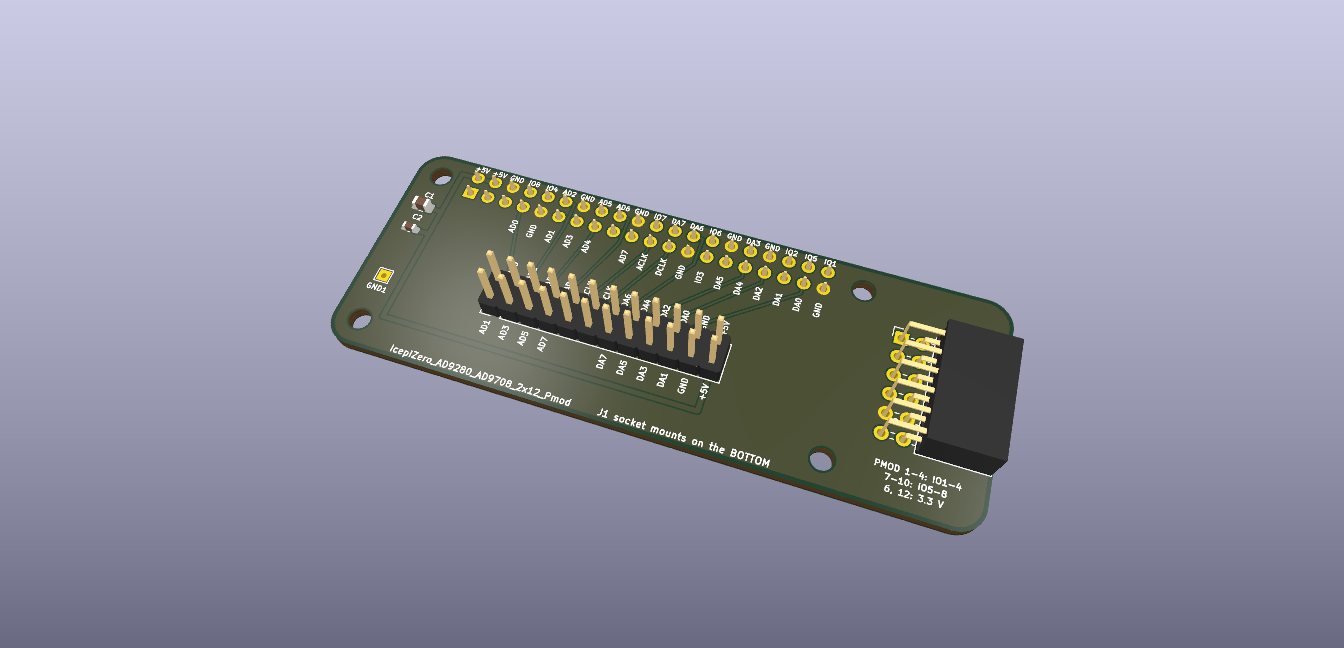 C1
C3
GND1
+5V +5V GND IO8 IO4 AD2 GND AD5 AD6 GND IO7 DA7 DA6 IO6 GND DA3 GND IO2 IO5 IO1
AD0 GND AD1 AD3 AD4 AD7 ACLK DCLK GND IO3 DA5 DA4 DA2 DA1 DA0 GND
AD1 AD3 AD5 AD7 DA7 DA5 DA3 DA1 GND +5V
icepiZero_AD9280_AD9708_2x12_Pmod
J1 socket mounts on the BOTTOM
PMOD 1-4: IO1-4
7-10: IO5-8
6, 12: 3.3 V